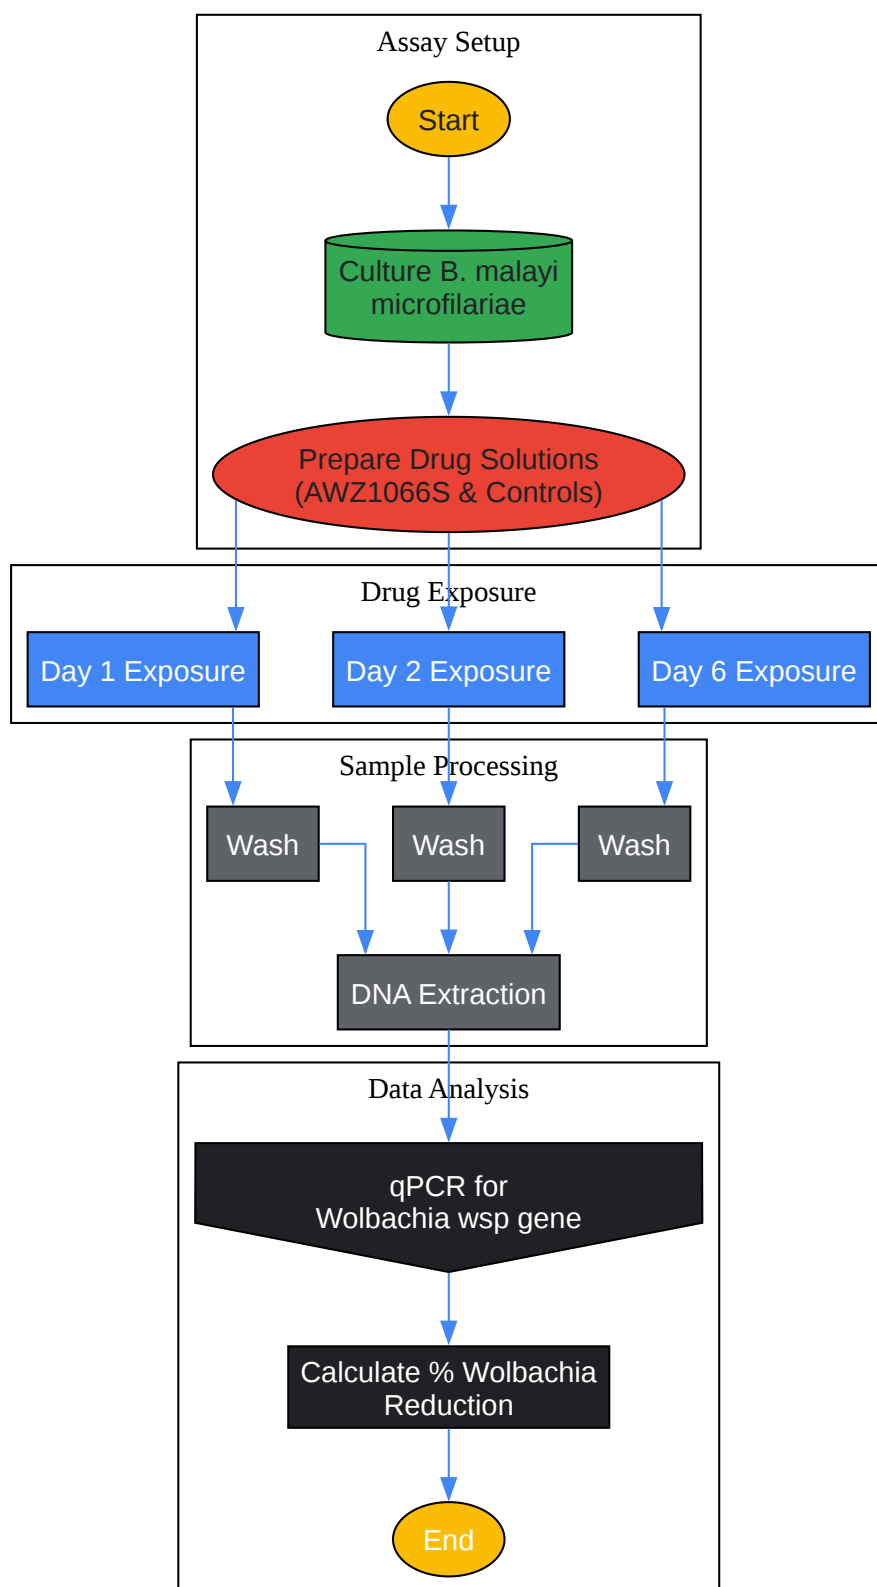 Assay Setup
Start
Culture B. malayi
microfilariae
Prepare Drug Solutions
(AWZ1066S & Controls)
Drug Exposure
Day 1 Exposure
Day 2 Exposure
Day 6 Exposure
Sample Processing
Wash
Wash
Wash
DNA Extraction
Data Analysis
qPCR for
Wolbachia wsp gene
Calculate % Wolbachia
Reduction
End